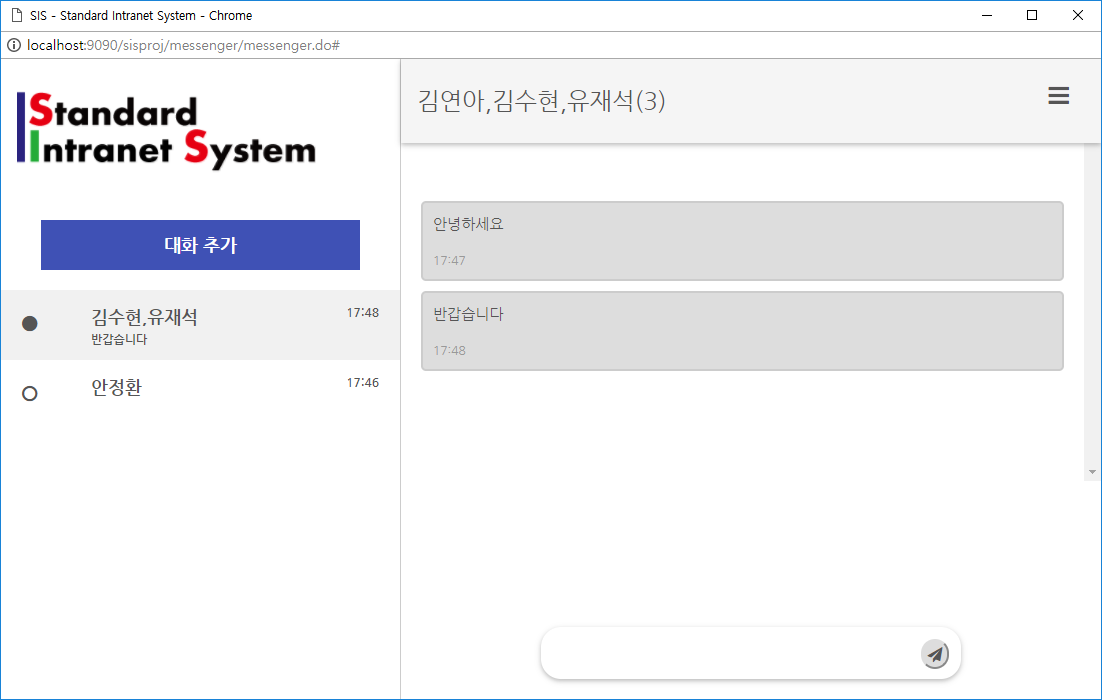 SIS - Standard Intranet System - Chrome
localhost:9090/sisproj/messenger/messenger.do#
Standard
Intranet System
대화 추가
김수현,유재석 17:48
반갑습니다
안정환 17:46
김연아,김수현,유재석(3)
안녕하세요
17:47
반갑습니다
17:48